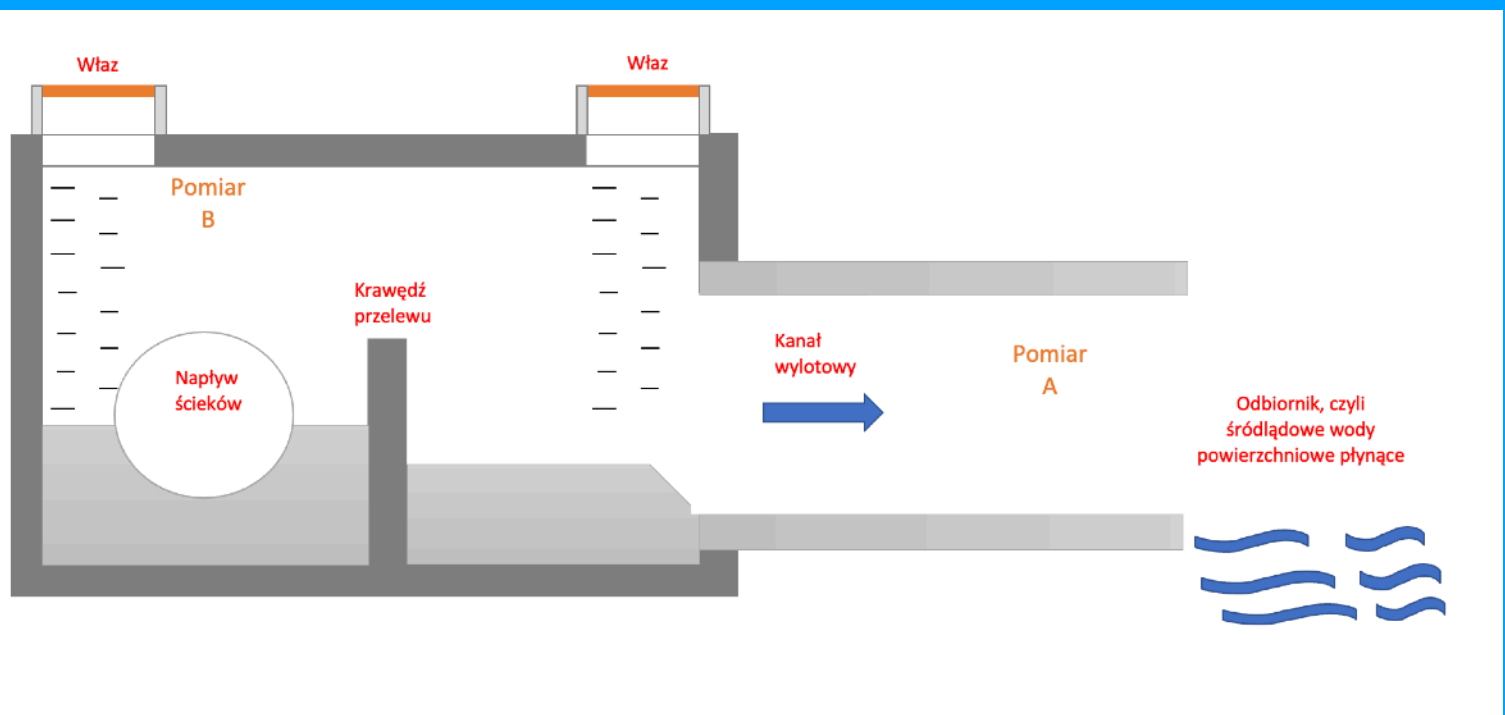 Właz
Właz
Pomiar
B
Krawędź
przelewu
Napływ
ścieków
Kanał
wylotowy
Pomiar
A
Odbiornik, czyli
śródlądowe wody
powierzchniowe płynące